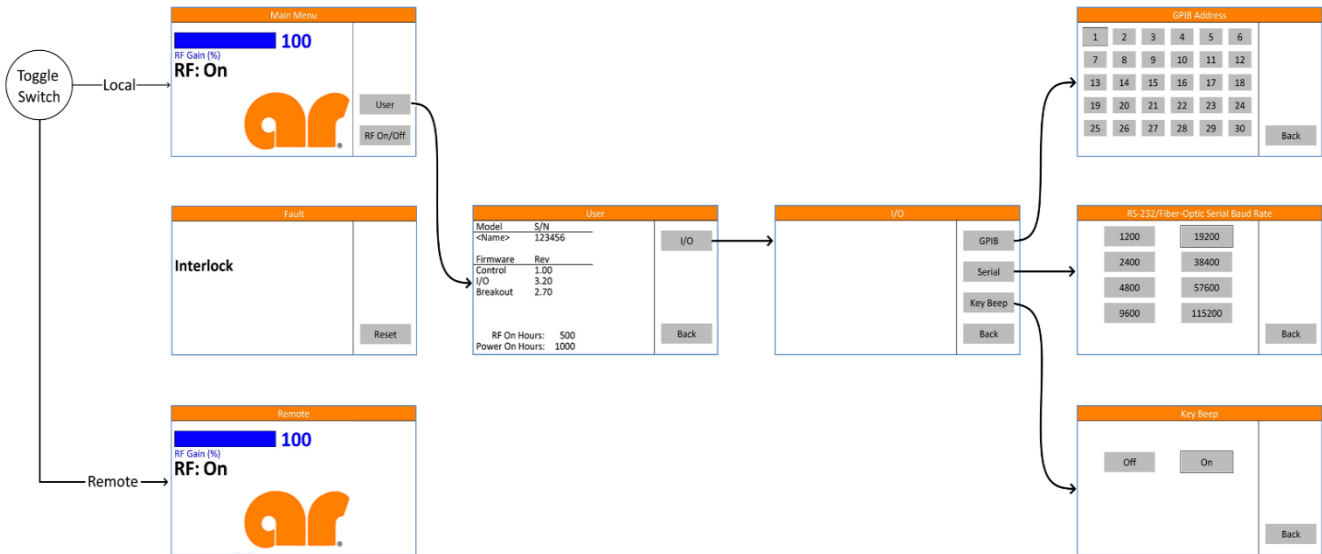 Toggle
Switch
Local
Remote
Main Menu
100
RF Gain (%)
RF: On
ar
User
RF On/Off
Fault
Interlock
Reset
Remote
100
RF Gain (%)
RF: On
ar
User
Model S/N
<Name> 123456
Firmware Rev
Control 1.00
I/O 3.20
Breakout 2.70
RF On Hours: 500
Power On Hours: 1000
I/O
Back
I/O
GPIB
Serial
Key Beep
Back
GPIB Address
1 2 3 4 5 6
7 8 9 10 11 12
13 14 15 16 17 18
19 20 21 22 23 24
25 26 27 28 29 30
Back
RS-232/Fiber-Optic Serial Baud Rate
1200 19200
2400 38400
4800 57600
9600 115200
Back
Key Beep
Off On
Back